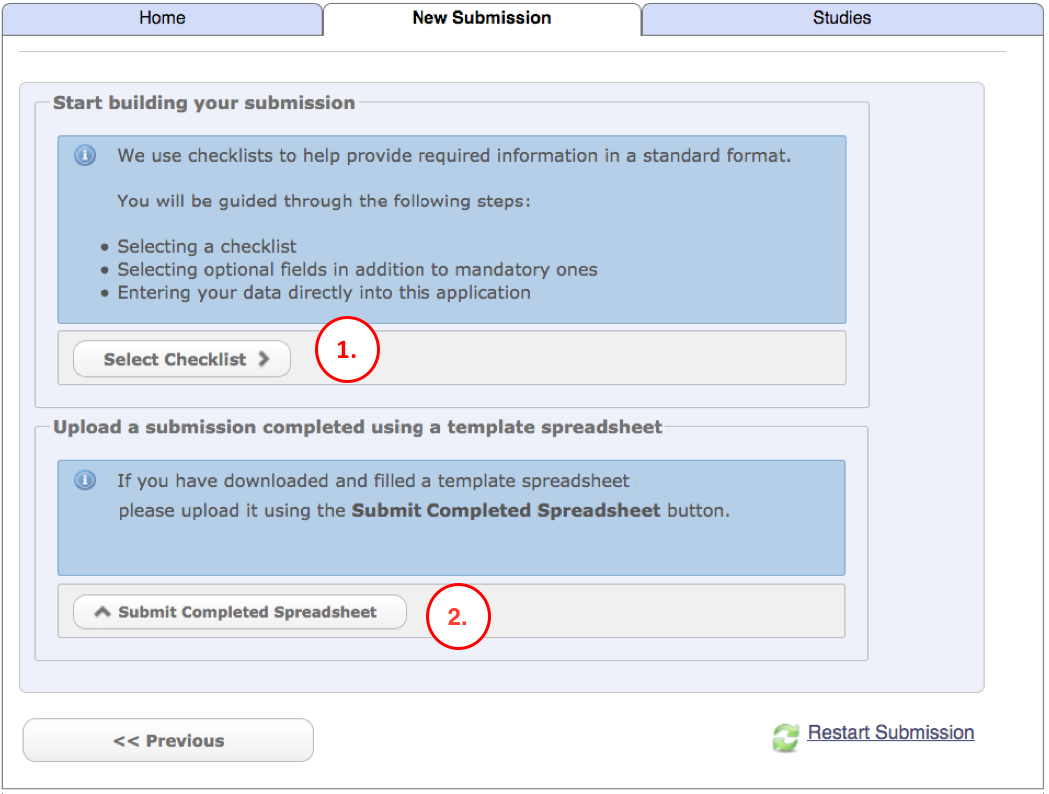 Home
New Submission
Studies
Start building your submission
We use checklists to help provide required information in a standard format.
You will be guided through the following steps:
• Selecting a checklist
• Selecting optional fields in addition to mandatory ones
• Entering your data directly into this application
Select Checklist
1.
Upload a submission completed using a template spreadsheet
If you have downloaded and filled a template spreadsheet
please upload it using the Submit Completed Spreadsheet button.
Submit Completed Spreadsheet
2.
<< Previous
Restart Submission